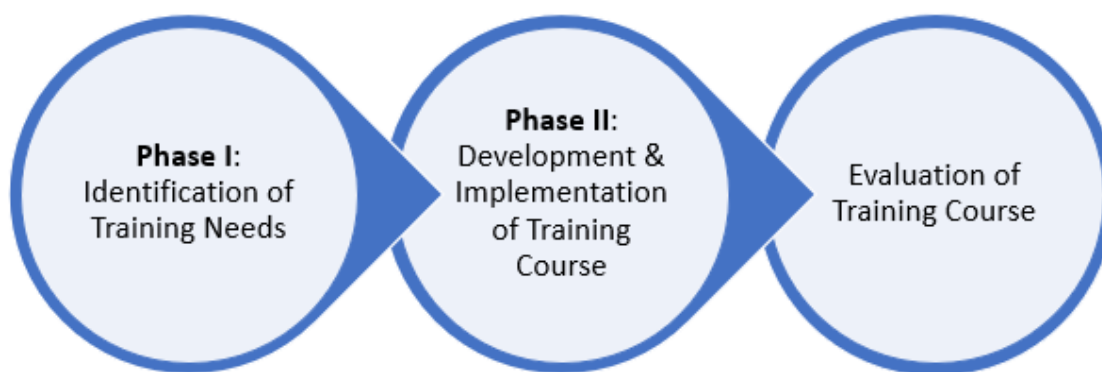 Phase I:
Identification of
Training Needs
Phase II:
Development &
Implementation
of Training
Course
Evaluation of
Training Course